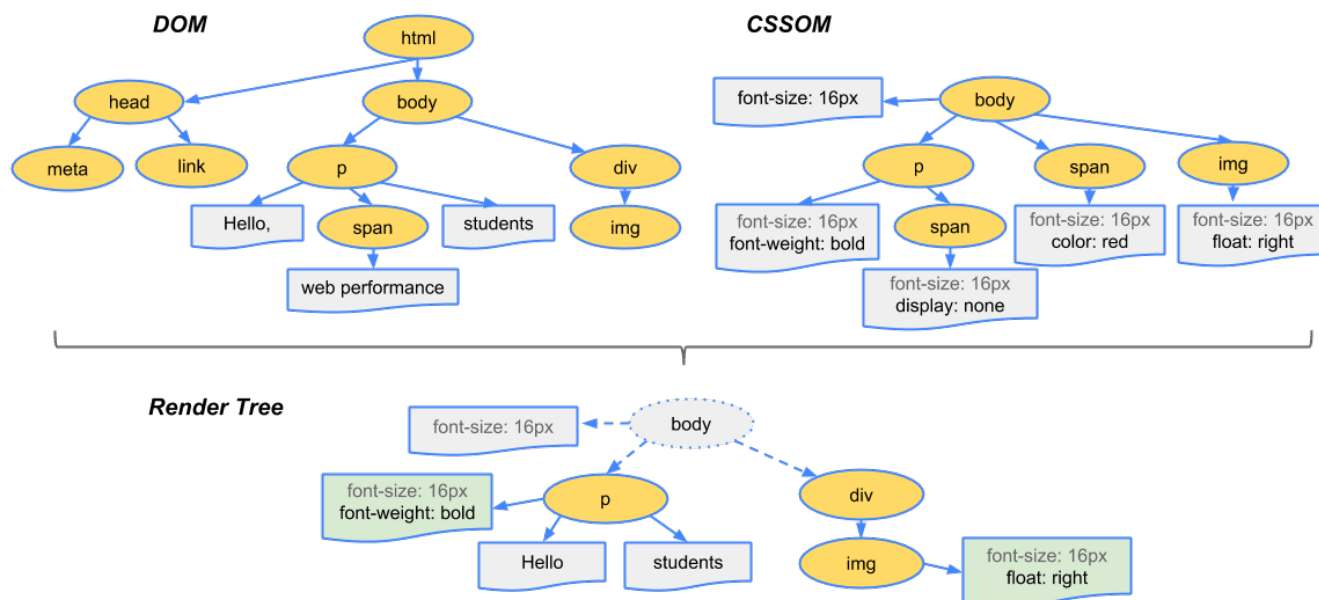 DOM
html
head
body
meta
link
p
div
Hello,
span
students
img
web performance
CSSOM
font-size: 16px
body
p
span
img
font-size: 16px
font-weight: bold
span
font-size: 16px
color: red
font-size: 16px
float: right
font-size: 16px
display: none
Render Tree
font-size: 16px
body
font-size: 16px
font-weight: bold
p
div
Hello
students
img
font-size: 16px
float: right